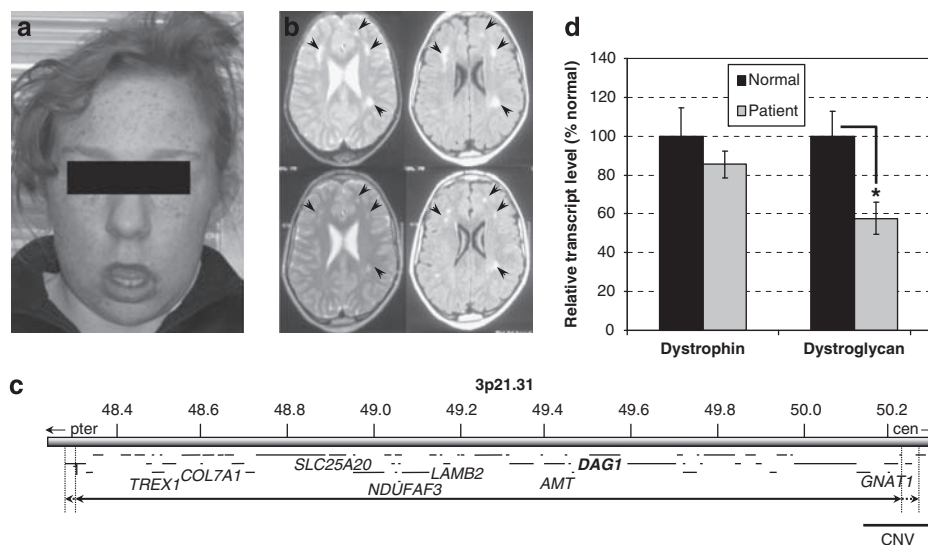 a
b
d
140
120
100
80
60
40
20
0
Relative transcript level (% normal)
Normal
Patient
*
Dystrophin
Dystroglycan
c
3p21.31
48.4
48.6
48.8
49.0
49.2
49.4
49.6
49.8
50.0
50.2
pter
cen
TREX1
COL7A1
SLC25A20
NDUFAF3
LAMB2
AMT
DAG1
GNAT1
CNV